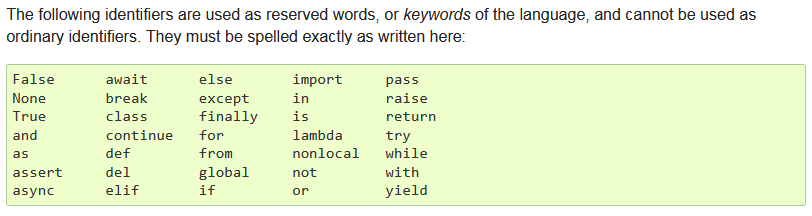 The following identifiers are used as reserved words, or keywords of the language, and cannot be used as
ordinary identifiers. They must be spelled exactly as written here:
False await else import pass
None break except in raise
True class finally is return
and continue for lambda try
as def from nonlocal while
assert del global not with
async elif if or yield